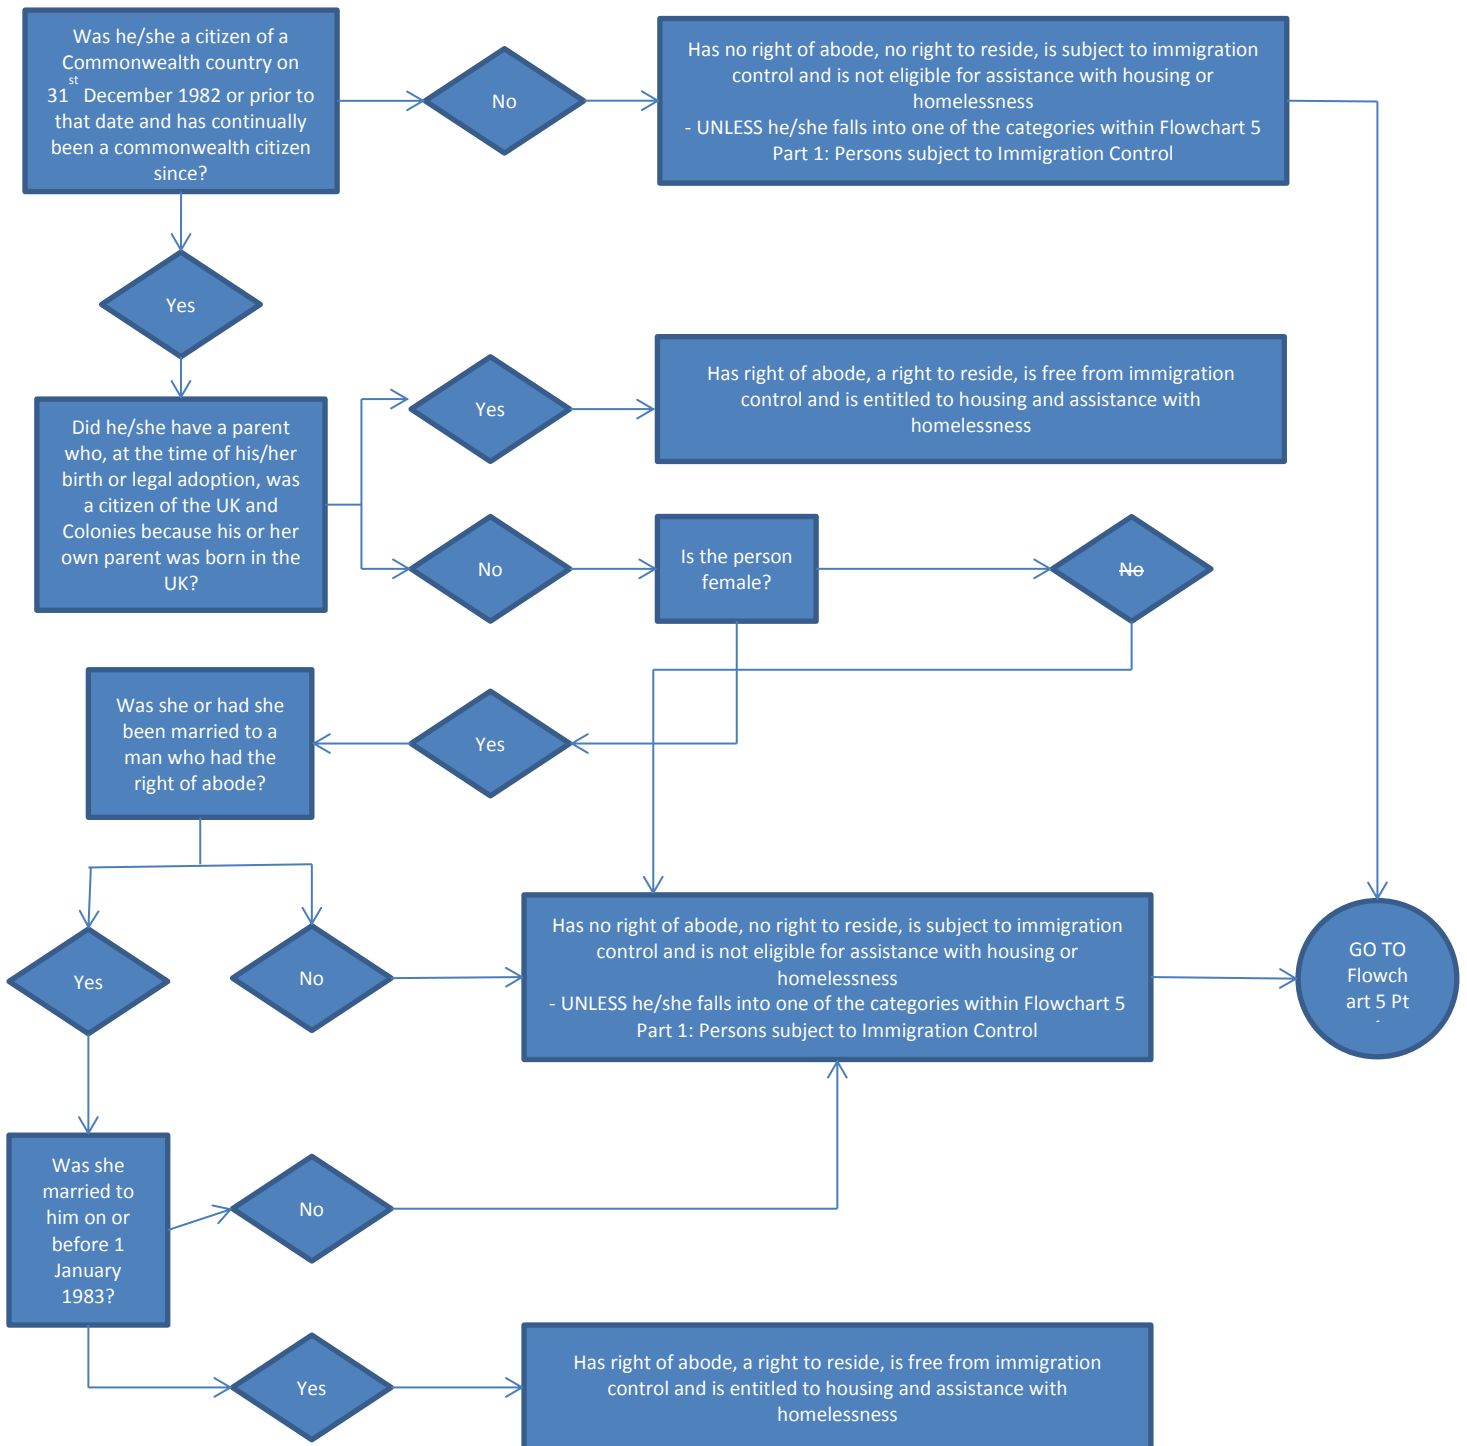 Was he/she a citizen of a
Commonwealth country on
31st December 1982 or prior to
that date and has continually
been a commonwealth citizen
since?
No
Has no right of abode, no right to reside, is subject to immigration
control and is not eligible for assistance with housing or
homelessness
- UNLESS he/she falls into one of the categories within Flowchart 5
Part 1: Persons subject to Immigration Control
Yes
Did he/she have a parent
who, at the time of his/her
birth or legal adoption, was
a citizen of the UK and
Colonies because his or her
own parent was born in the
UK?
Yes
Has right of abode, a right to reside, is free from immigration
control and is entitled to housing and assistance with
homelessness
No
Is the person
female?
No
Was she or had she
been married to a
man who had the
right of abode?
Yes
Yes
No
Has no right of abode, no right to reside, is subject to immigration
control and is not eligible for assistance with housing or
homelessness
- UNLESS he/she falls into one of the categories within Flowchart 5
Part 1: Persons subject to Immigration Control
GO TO
Flowch
art 5 Pt
Was she
married to
him on or
before 1
January
1983?
No
Yes
Has right of abode, a right to reside, is free from immigration
control and is entitled to housing and assistance with
homelessness